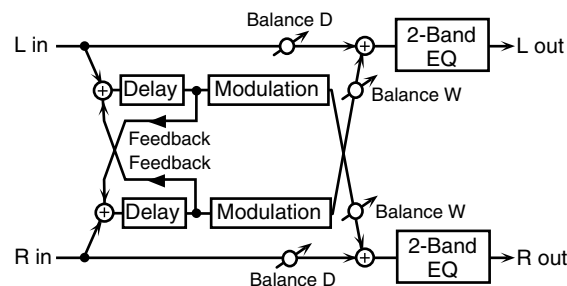 Balance D
L in
2-Band
EQ
L out
Delay
Modulation
Balance W
Feedback
Feedback
Delay
Modulation
Balance W
R in
2-Band
EQ
R out
Balance D